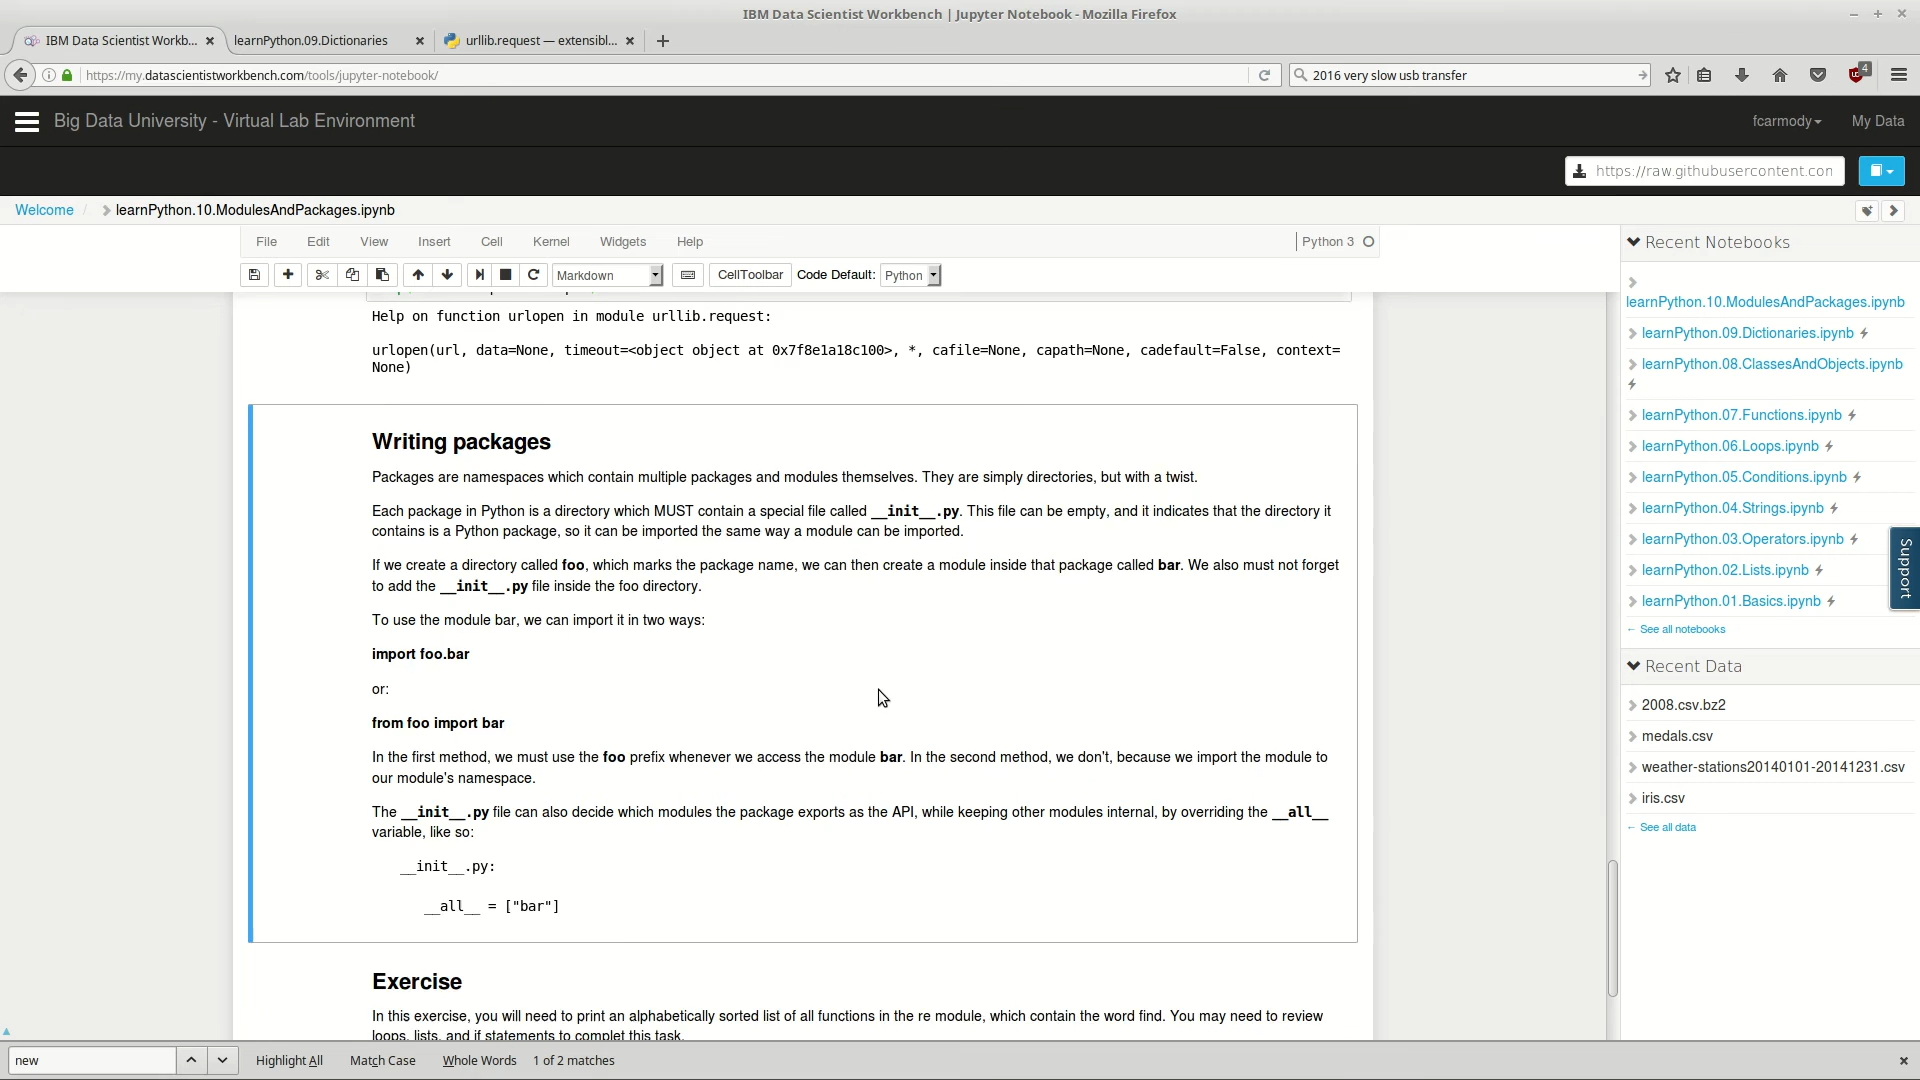 IBM Data Scientist Workbench | Jupyter Notebook - Mozilla Firefox
IBM Data Scientist Workb...
learnPython.09.Dictionaries
urllib.request — extensibl...
https://my.datascientistworkbench.com/tools/jupyter-notebook/
2016 very slow usb transfer
4
Big Data University - Virtual Lab Environment
fcarmody
My Data
https://raw.githubusercontent.con
Welcome / learnPython.10.ModulesAndPackages.ipynb
File Edit View Insert Cell Kernel Widgets Help
Python 3
Markdown
CellToolbar
Code Default: Python
Help on function urlopen in module urllib.request:
urlopen(url, data=None, timeout=<object object at 0x7f8e1a18c100>, *, cafile=None, capath=None, cadefault=False, context=
None)
Writing packages
Packages are namespaces which contain multiple packages and modules themselves. They are simply directories, but with a twist.
Each package in Python is a directory which MUST contain a special file called __init__.py. This file can be empty, and it indicates that the directory it
contains is a Python package, so it can be imported the same way a module can be imported.
If we create a directory called foo, which marks the package name, we can then create a module inside that package called bar. We also must not forget
to add the __init__.py file inside the foo directory.
To use the module bar, we can import it in two ways:
import foo.bar
or:
from foo import bar
In the first method, we must use the foo prefix whenever we access the module bar. In the second method, we don't, because we import the module to
our module's namespace.
The __init__.py file can also decide which modules the package exports as the API, while keeping other modules internal, by overriding the __all__
variable, like so:
__init__.py:
__all__ = ["bar"]
Exercise
In this exercise, you will need to print an alphabetically sorted list of all functions in the re module, which contain the word find. You may need to review
loops, lists, and if statements to complet this task.
Recent Notebooks
learnPython.10.ModulesAndPackages.ipynb
learnPython.09.Dictionaries.ipynb
learnPython.08.ClassesAndObjects.ipynb
learnPython.07.Functions.ipynb
learnPython.06.Loops.ipynb
learnPython.05.Conditions.ipynb
learnPython.04.Strings.ipynb
learnPython.03.Operators.ipynb
learnPython.02.Lists.ipynb
learnPython.01.Basics.ipynb
← See all notebooks
Support
Recent Data
2008.csv.bz2
medals.csv
weather-stations20140101-20141231.csv
iris.csv
← See all data
new
Highlight All
Match Case
Whole Words
1 of 2 matches